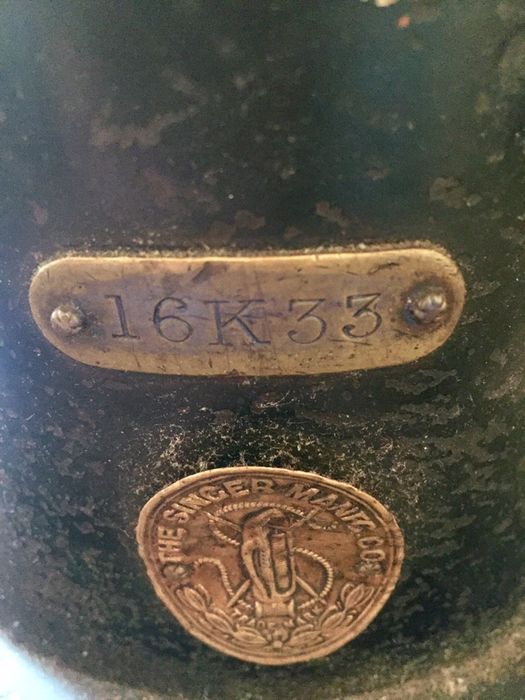 16K33
THE SINGER MANFG. CO.